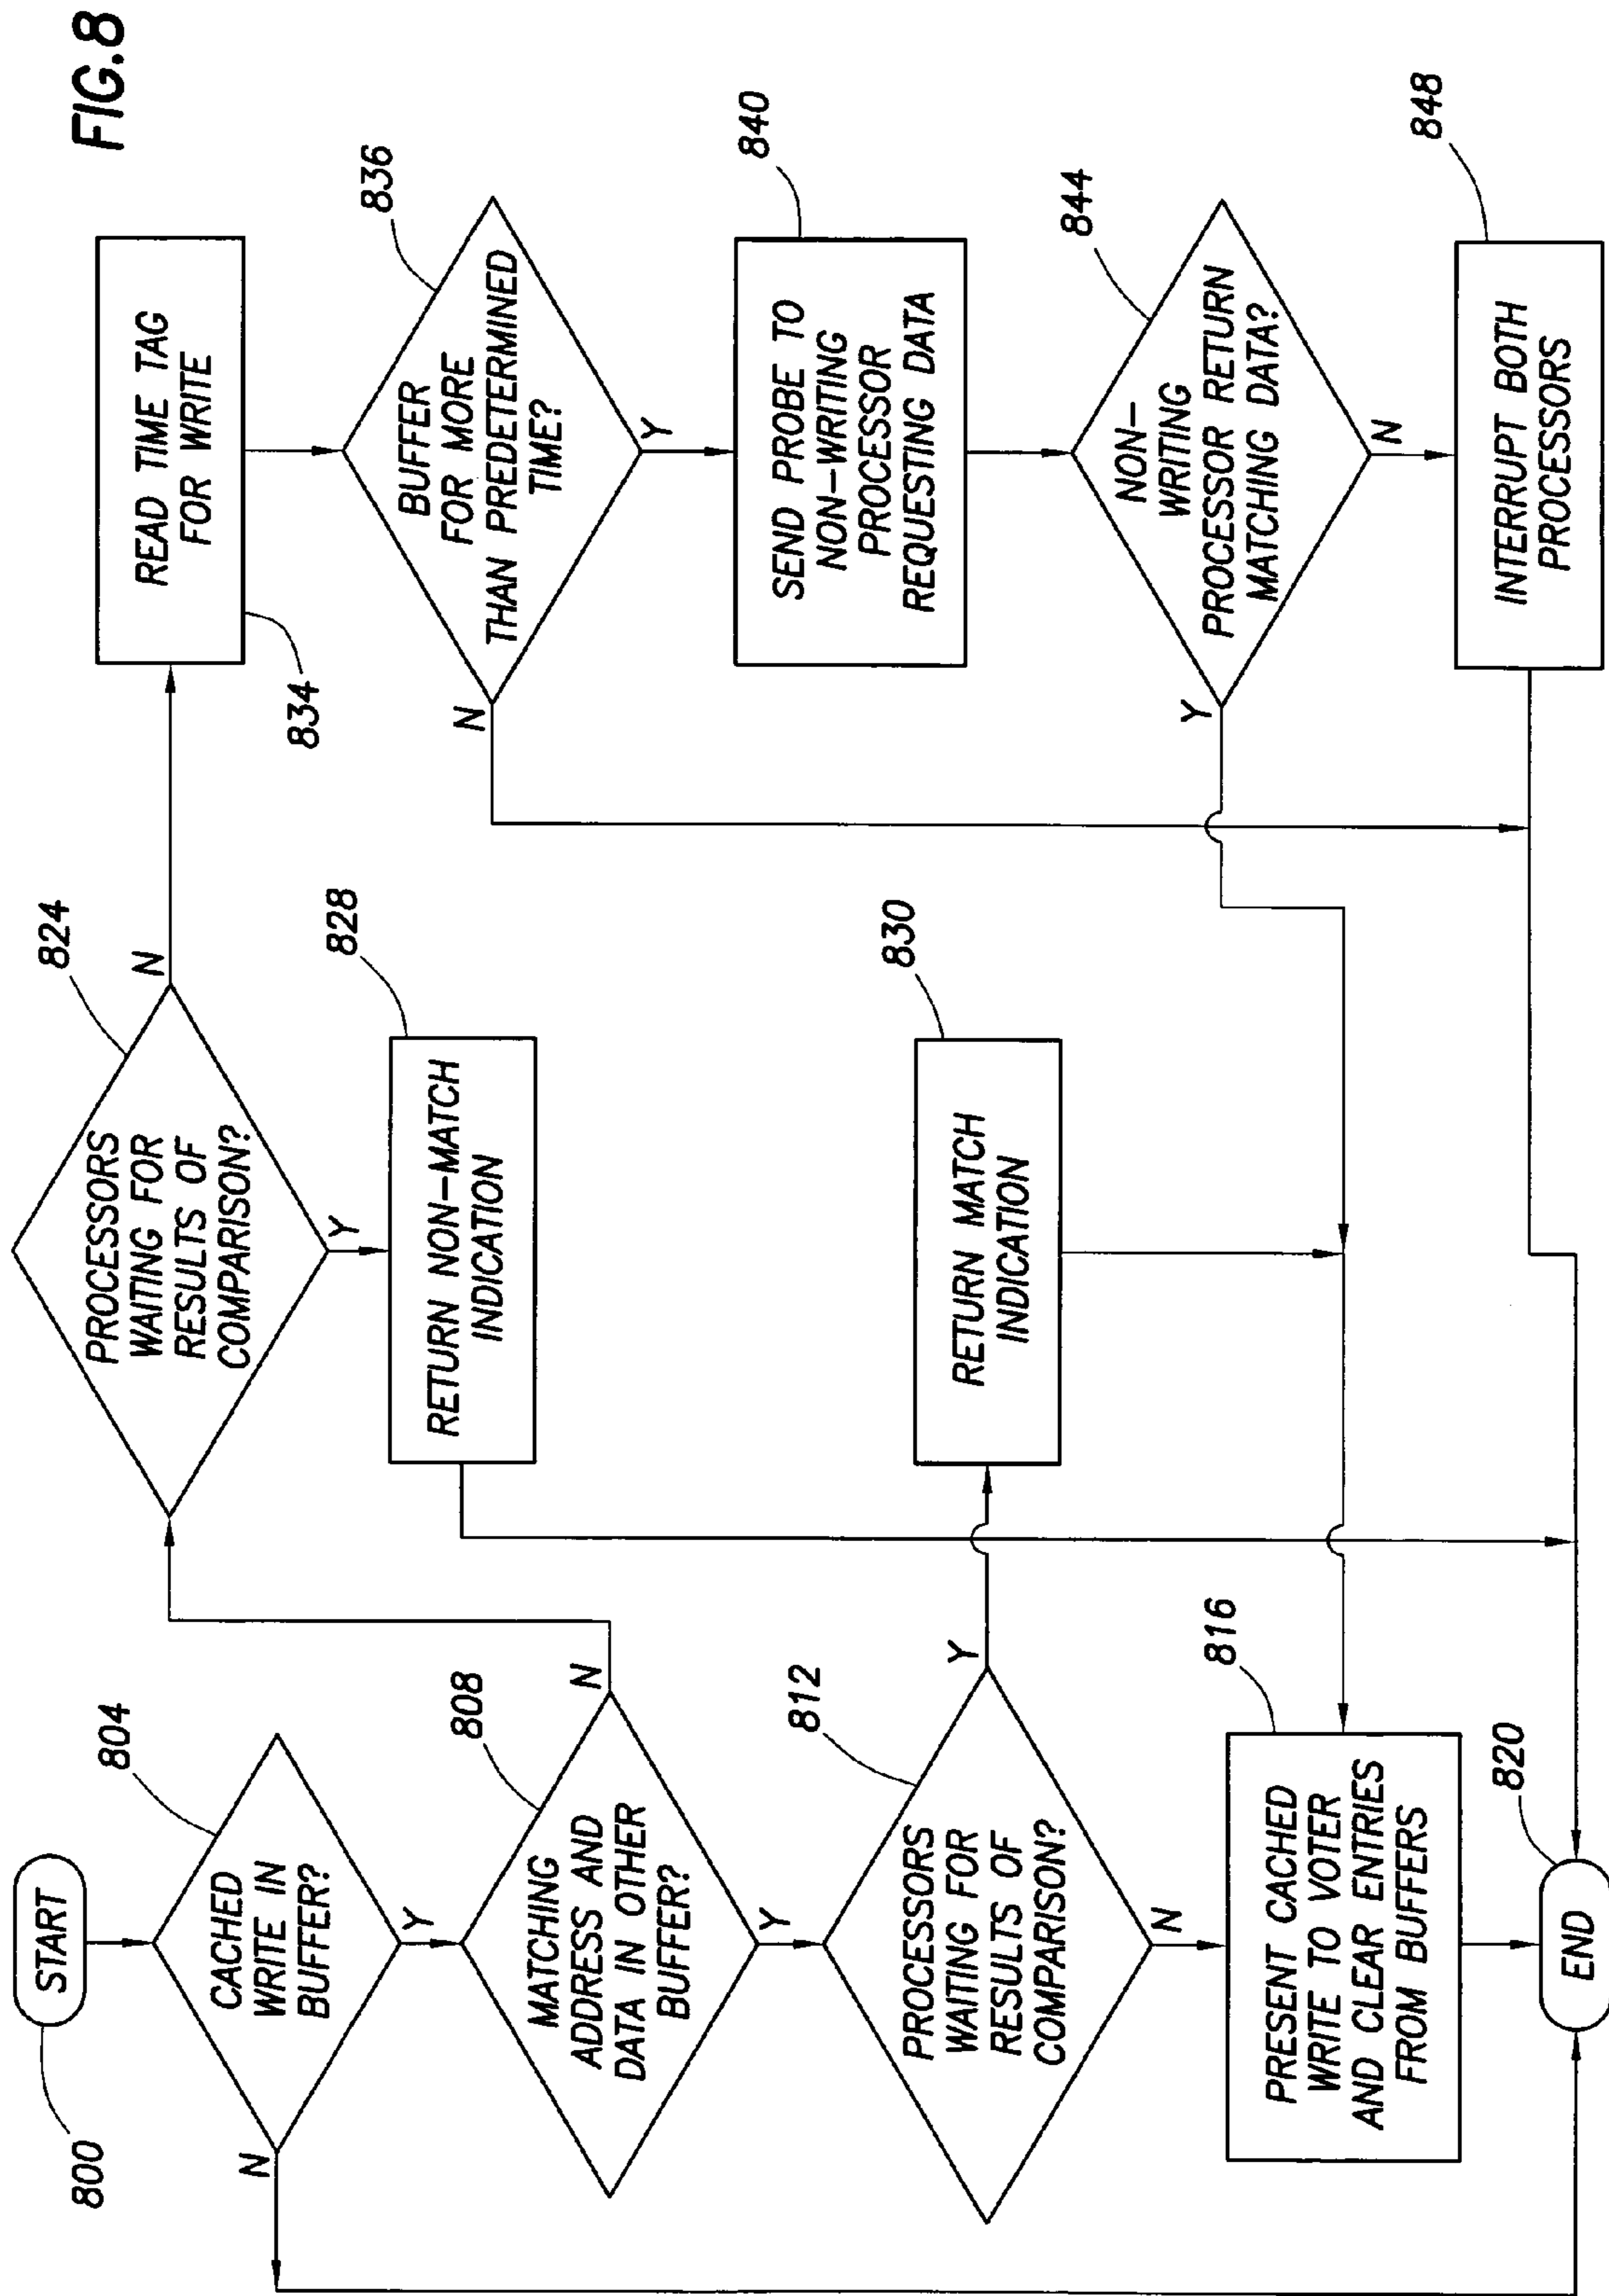 FIG.8
START
800
CACHED
WRITE IN
BUFFER?
804
N
Y
MATCHING
ADDRESS AND
DATA IN OTHER
BUFFER?
808
N
Y
PROCESSORS
WAITING FOR
RESULTS OF
COMPARISON?
812
Y
N
PRESENT CACHED
WRITE TO VOTER
AND CLEAR ENTRIES
FROM BUFFERS
816
END
820
PROCESSORS
WAITING FOR
RESULTS OF
COMPARISON?
824
N
Y
RETURN NON-MATCH
INDICATION
828
RETURN MATCH
INDICATION
830
READ TIME TAG
FOR WRITE
834
BUFFER
FOR MORE
THAN PREDETERMINED
TIME?
836
N
Y
SEND PROBE TO
NON-WRITING
PROCESSOR
REQUESTING DATA
840
NON-
WRITING
PROCESSOR RETURN
MATCHING DATA?
844
Y
N
INTERRUPT BOTH
PROCESSORS
848